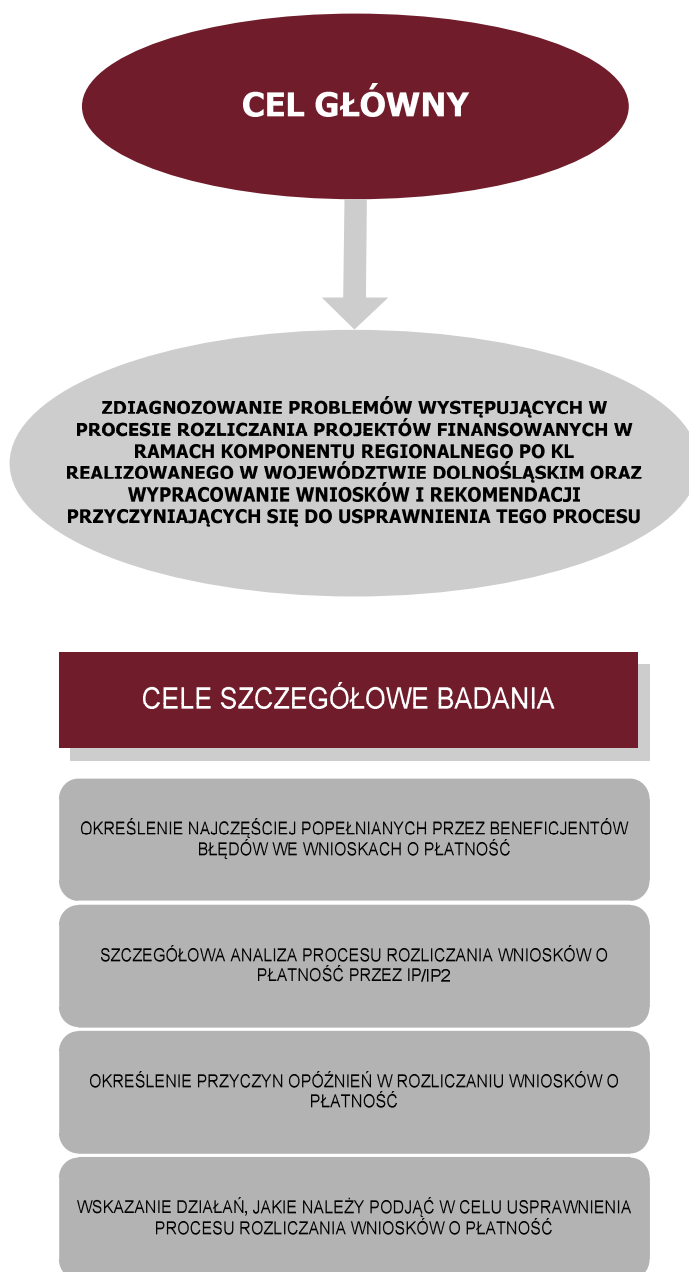 CEL GŁÓWNY
ZDIAGNOZOWANIE PROBLEMÓW WYSTĘPUJĄCYCH W
PROCESIE ROZLICZANIA PROJEKTÓW FINANSOWANYCH W
RAMACH KOMPONENTU REGIONALNEGO PO KL
REALIZOWANEGO W WOJEWÓDZTWIE DOLNOŚLĄSKIM ORAZ
WYPRACOWANIE WNIOSKÓW I REKOMENDACJI
PRZYCZYNIAJĄCYCH SIĘ DO USPRAWNIENIA TEGO PROCESU
CELE SZCZEGÓŁOWE BADANIA
OKREŚLENIE NAJCZĘŚCIEJ POPEŁNIANYCH PRZEZ BENEFICJENTÓW
BŁĘDÓW WE WNIOSKACH O PŁATNOŚĆ
SZCZEGÓŁOWA ANALIZA PROCESU ROZLICZANIA WNIOSKÓW O
PŁATNOŚĆ PRZEZ IP/IP2
OKREŚLENIE PRZYCZYN OPÓŹNIEŃ W ROZLICZANIU WNIOSKÓW O
PŁATNOŚĆ
WSKAZANIE DZIAŁAŃ, JAKIE NALEŻY PODJĄĆ W CELU USPRAWNIENIA
PROCESU ROZLICZANIA WNIOSKÓW O PŁATNOŚĆ